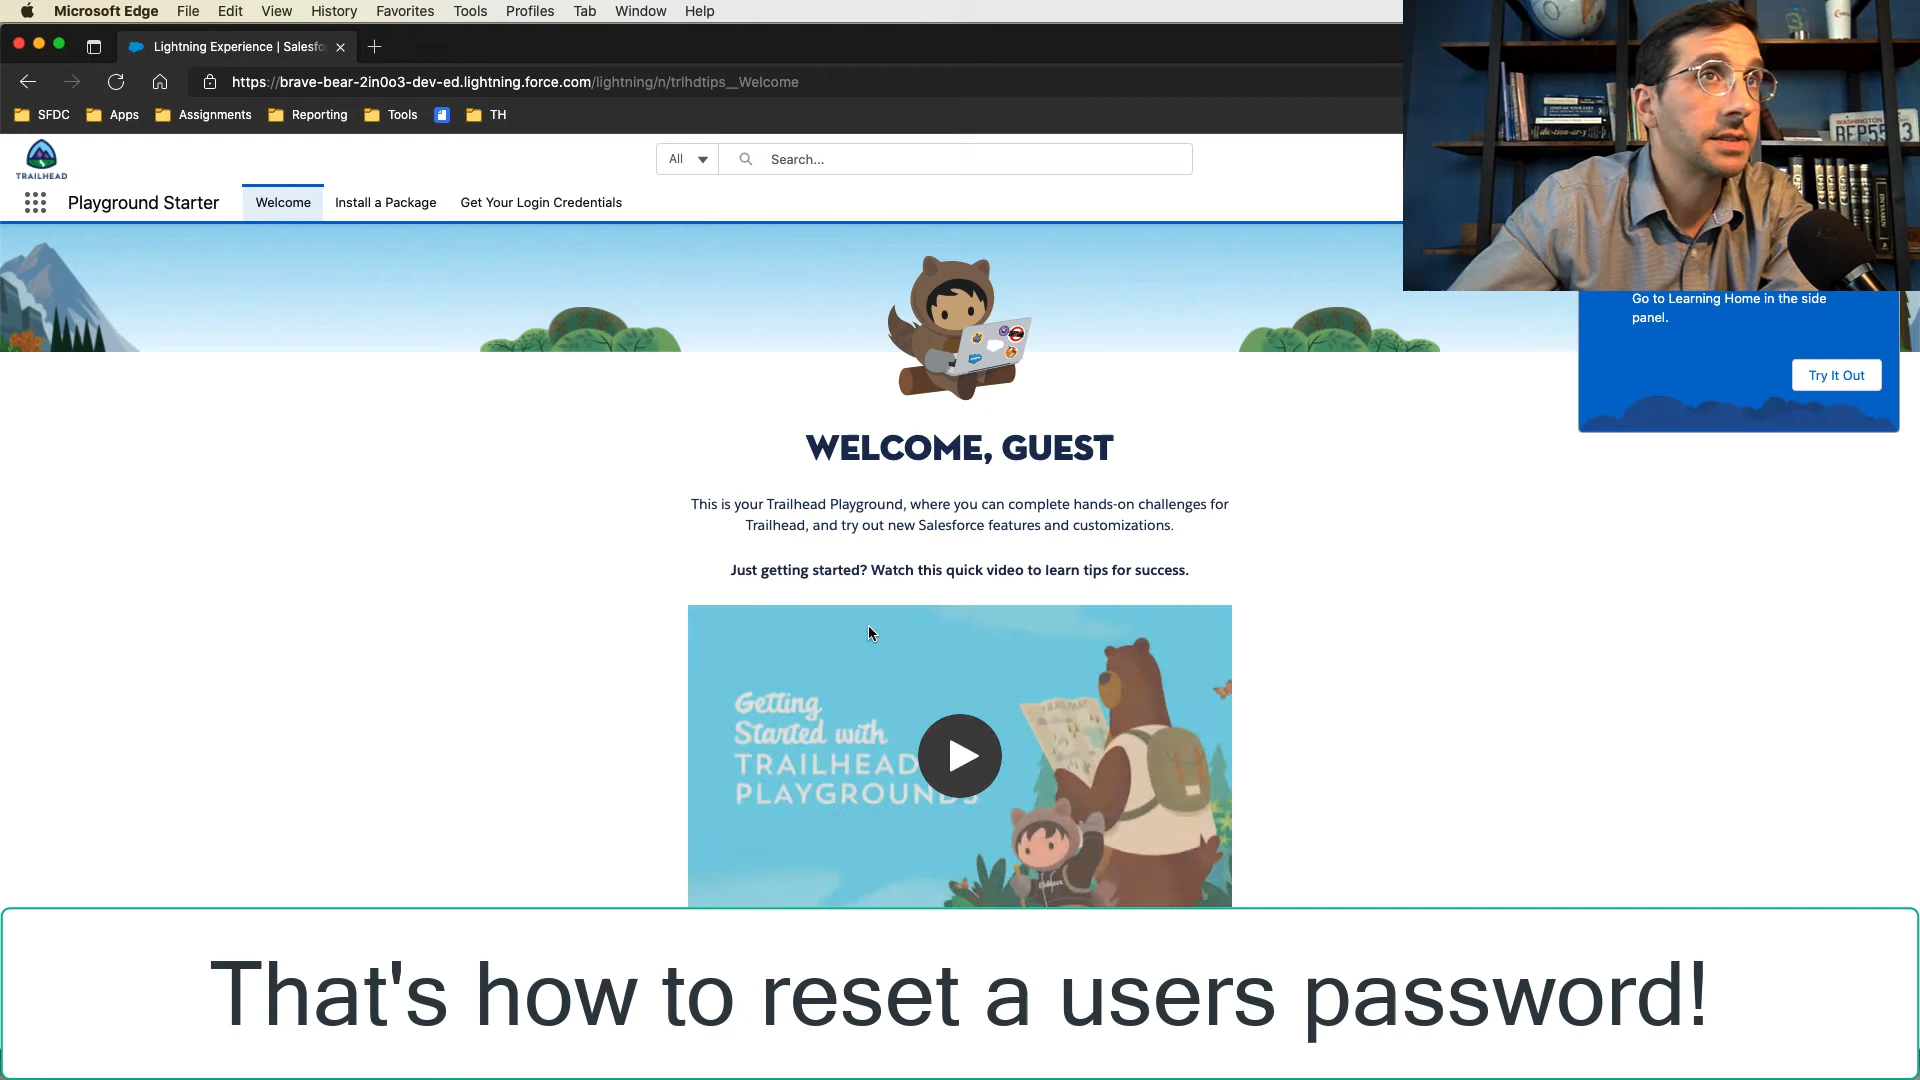 Microsoft Edge File Edit View History Favorites Tools Profiles Tab Window Help
Lightning Experience | Salesfo
https://brave-bear-2in0o3-dev-ed.lightning.force.com/lightning/n/trlhdtips__Welcome
SFDC Apps Assignments Reporting Tools TH
TRAILHEAD
All Search...
Playground Starter Welcome Install a Package Get Your Login Credentials
WASHINGTON
Go to Learning Home in the side
panel.
Try It Out
WELCOME, GUEST
This is your Trailhead Playground, where you can complete hands-on challenges for
Trailhead, and try out new Salesforce features and customizations.
Just getting started? Watch this quick video to learn tips for success.
Getting
Started with
TRAILHEAD
PLAYGROUNDS
That's how to reset a users password!